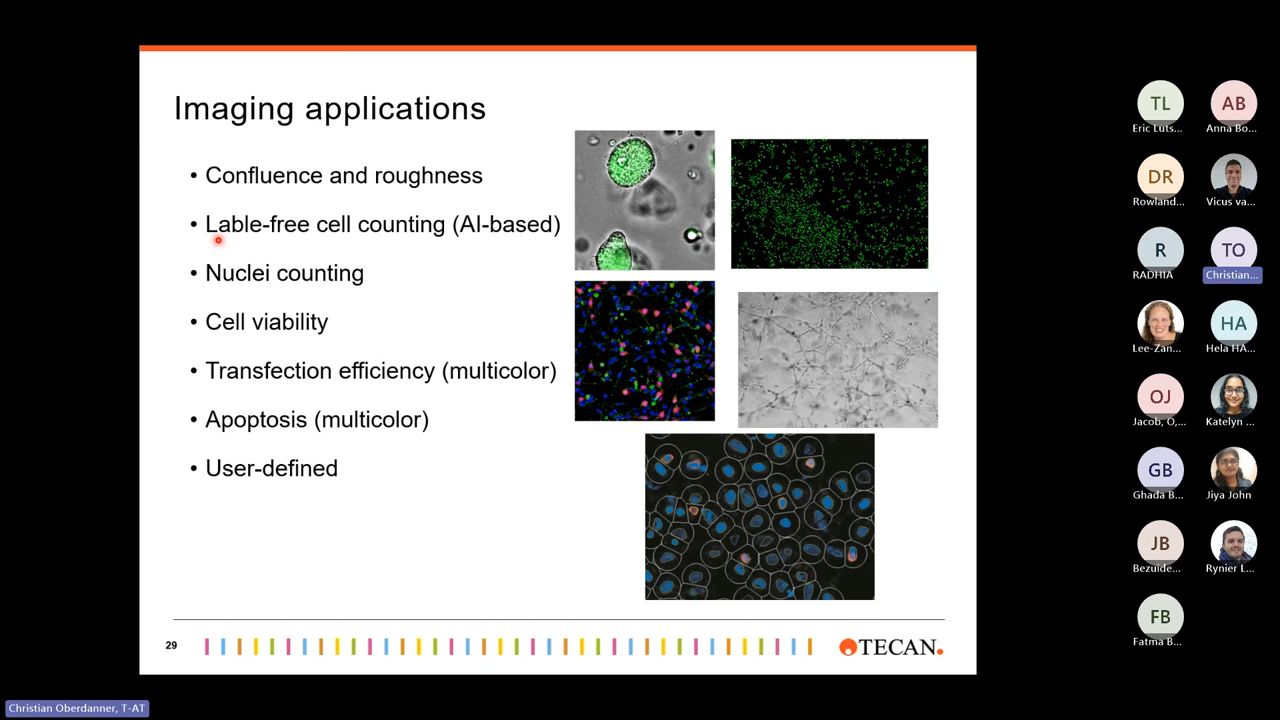 Imaging applications
• Confluence and roughness
• Lable-free cell counting (AI-based)
• Nuclei counting
• Cell viability
• Transfection efficiency (multicolor)
• Apoptosis (multicolor)
• User-defined
29
TECAN.
TL
Eric Luts...
AB
Anna Bo...
DR
Rowland...
Vicus va...
R
RADHIA
TO
Christian...
Lee-Zan...
HA
Hela HA...
OJ
Jacob, O,...
Katelyn ...
GB
Ghada B...
Jiya John
JB
Bezuide...
Rynier L...
FB
Fatma B...
Christian Oberdanner, T-AT